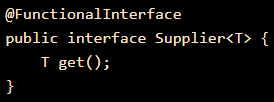 @FunctionalInterface
public interface Supplier<T> {
    T get();
}